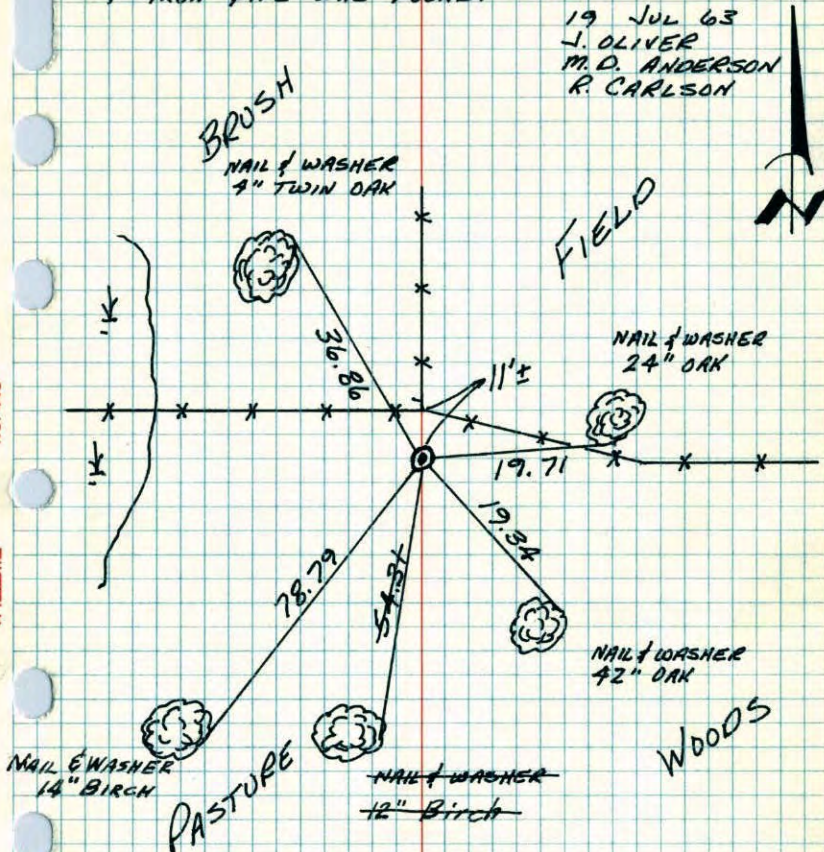 19 JUL 63
J. OLIVER
M.D. ANDERSON
R. CARLSON
BRUSH
NAIL & WASHER
4" TWIN OAK
FIELD
N
36.86
11'±
NAIL & WASHER
24" OAK
19.71
19.34
78.79
54.31
NAIL & WASHER
42" OAK
WOODS
NAIL & WASHER
14" BIRCH
PASTURE
NAIL & WASHER
12" Birch